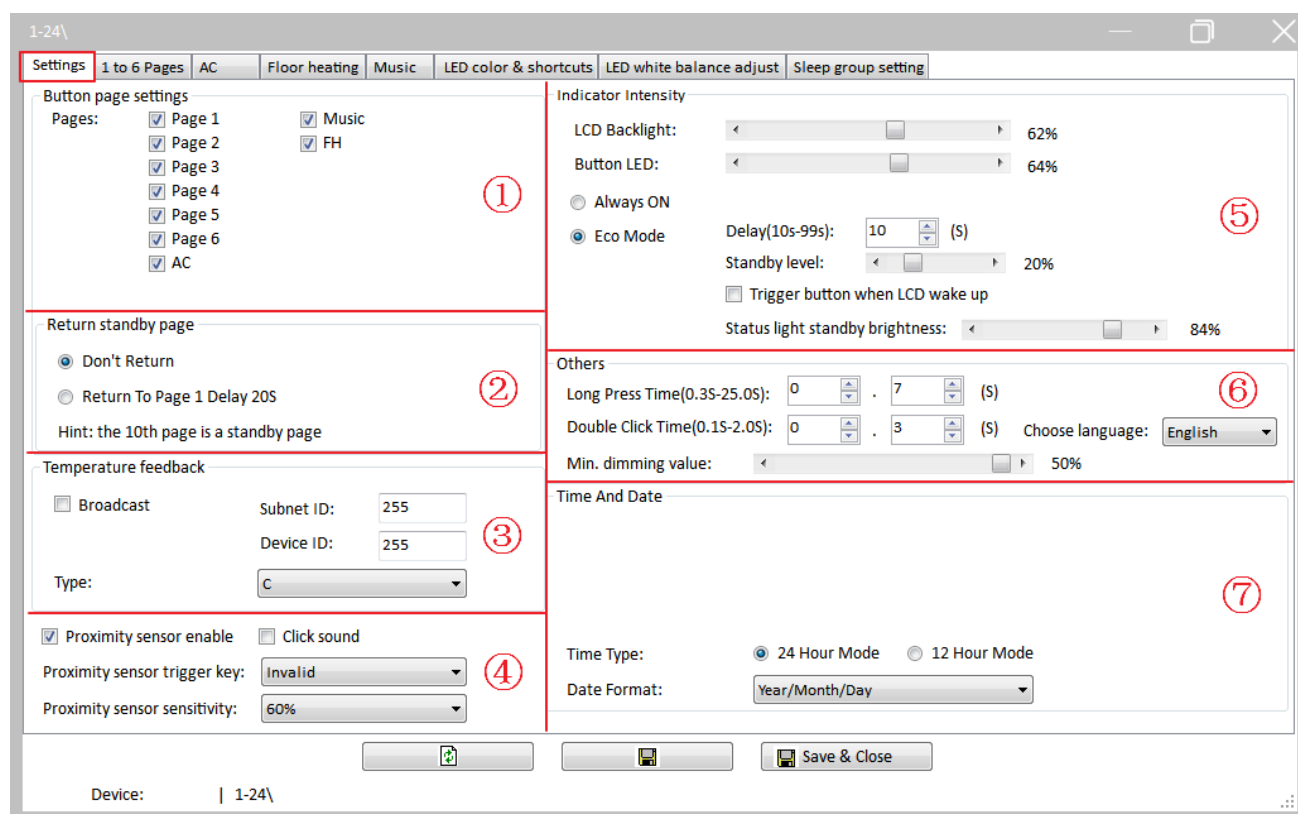 1-24\
Settings 1 to 6 Pages AC Floor heating Music LED color & shortcuts LED white balance adjust Sleep group setting
Button page settings
Pages: Page 1 Music
Page 2 FH
Page 3
Page 4
Page 5
Page 6
AC
①
Return standby page
Don't Return
Return To Page 1 Delay 20S
Hint: the 10th page is a standby page
②
Temperature feedback
Broadcast Subnet ID: 255
Device ID: 255
Type: C
③
Proximity sensor enable Click sound
Proximity sensor trigger key: Invalid
Proximity sensor sensitivity: 60%
④
Indicator Intensity
LCD Backlight: 62%
Button LED: 64%
Always ON
Eco Mode Delay(10s-99s): 10 (S)
Standby level: 20%
Trigger button when LCD wake up
Status light standby brightness: 84%
⑤
Others
Long Press Time(0.3S-25.0S): 0 . 7 (S)
Double Click Time(0.1S-2.0S): 0 . 3 (S) Choose language: English
Min. dimming value: 50%
⑥
Time And Date
⑦
Time Type: 24 Hour Mode 12 Hour Mode
Date Format: Year/Month/Day
Save & Close
Device: | 1-24\